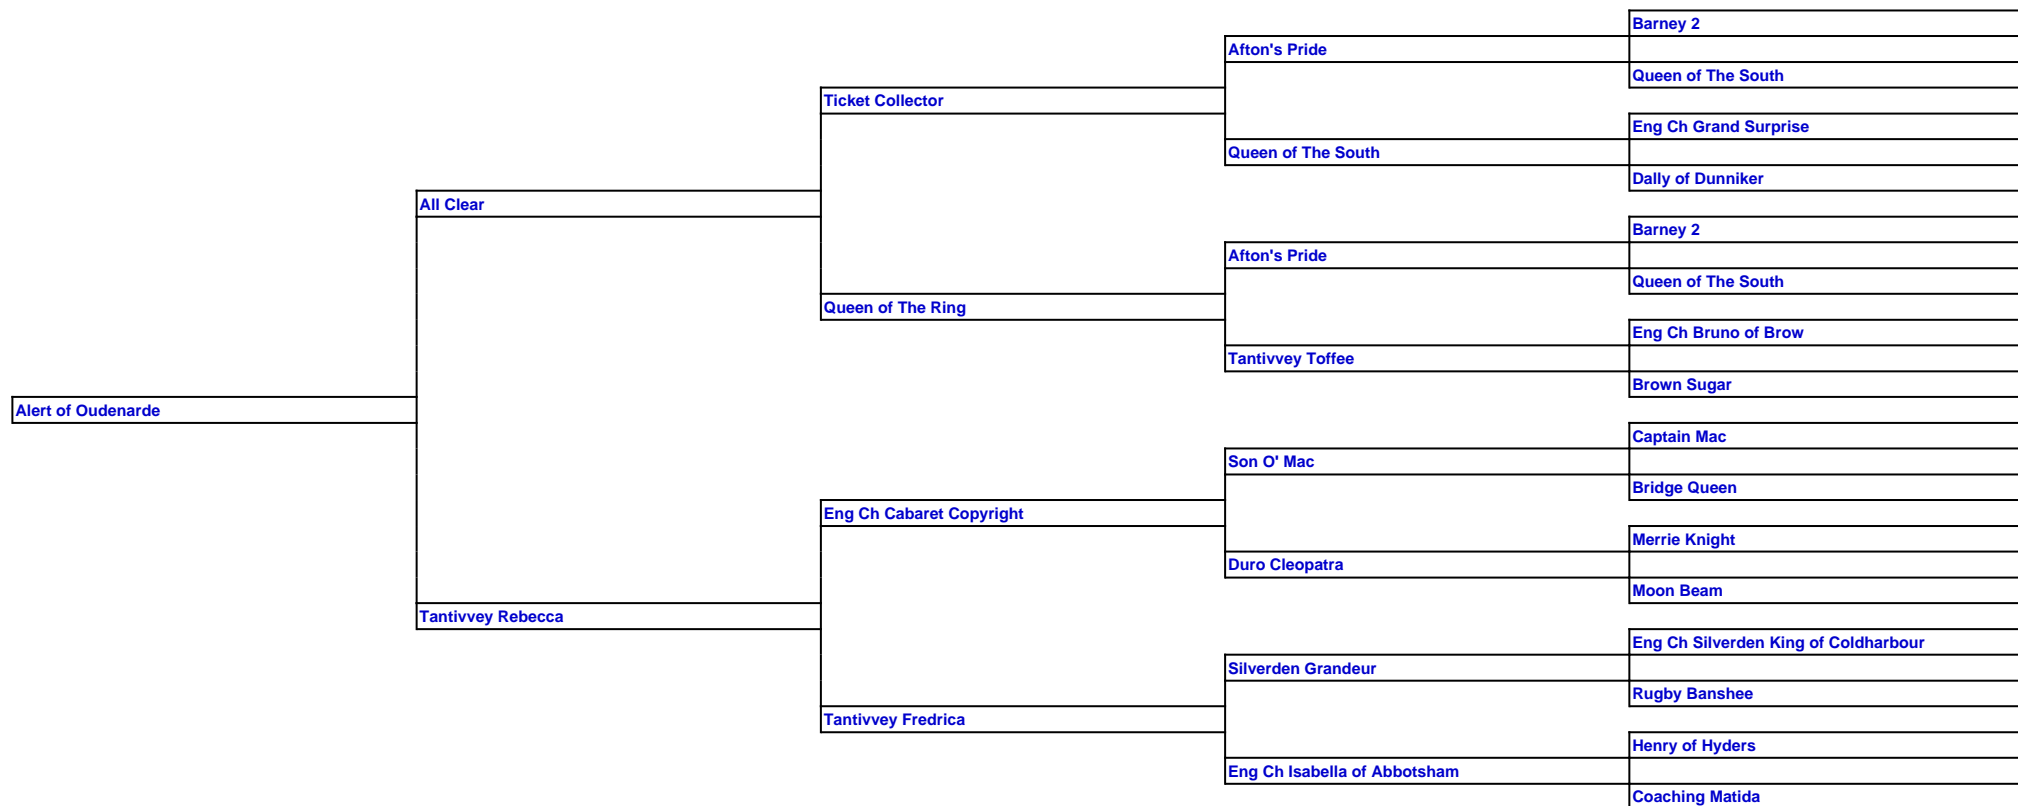 Barney 2
Afton's Pride
Queen of The South
Ticket Collector
Eng Ch Grand Surprise
Queen of The South
Dally of Dunniker
All Clear
Barney 2
Afton's Pride
Queen of The South
Queen of The Ring
Eng Ch Bruno of Brow
Tantivvey Toffee
Brown Sugar
Alert of Oudenarde
Captain Mac
Son O' Mac
Bridge Queen
Eng Ch Cabaret Copyright
Merrie Knight
Duro Cleopatra
Moon Beam
Tantivvey Rebecca
Eng Ch Silverden King of Coldharbour
Silverden Grandeur
Rugby Banshee
Tantivvey Fredrica
Henry of Hyders
Eng Ch Isabella of Abbotsham
Coaching Matida